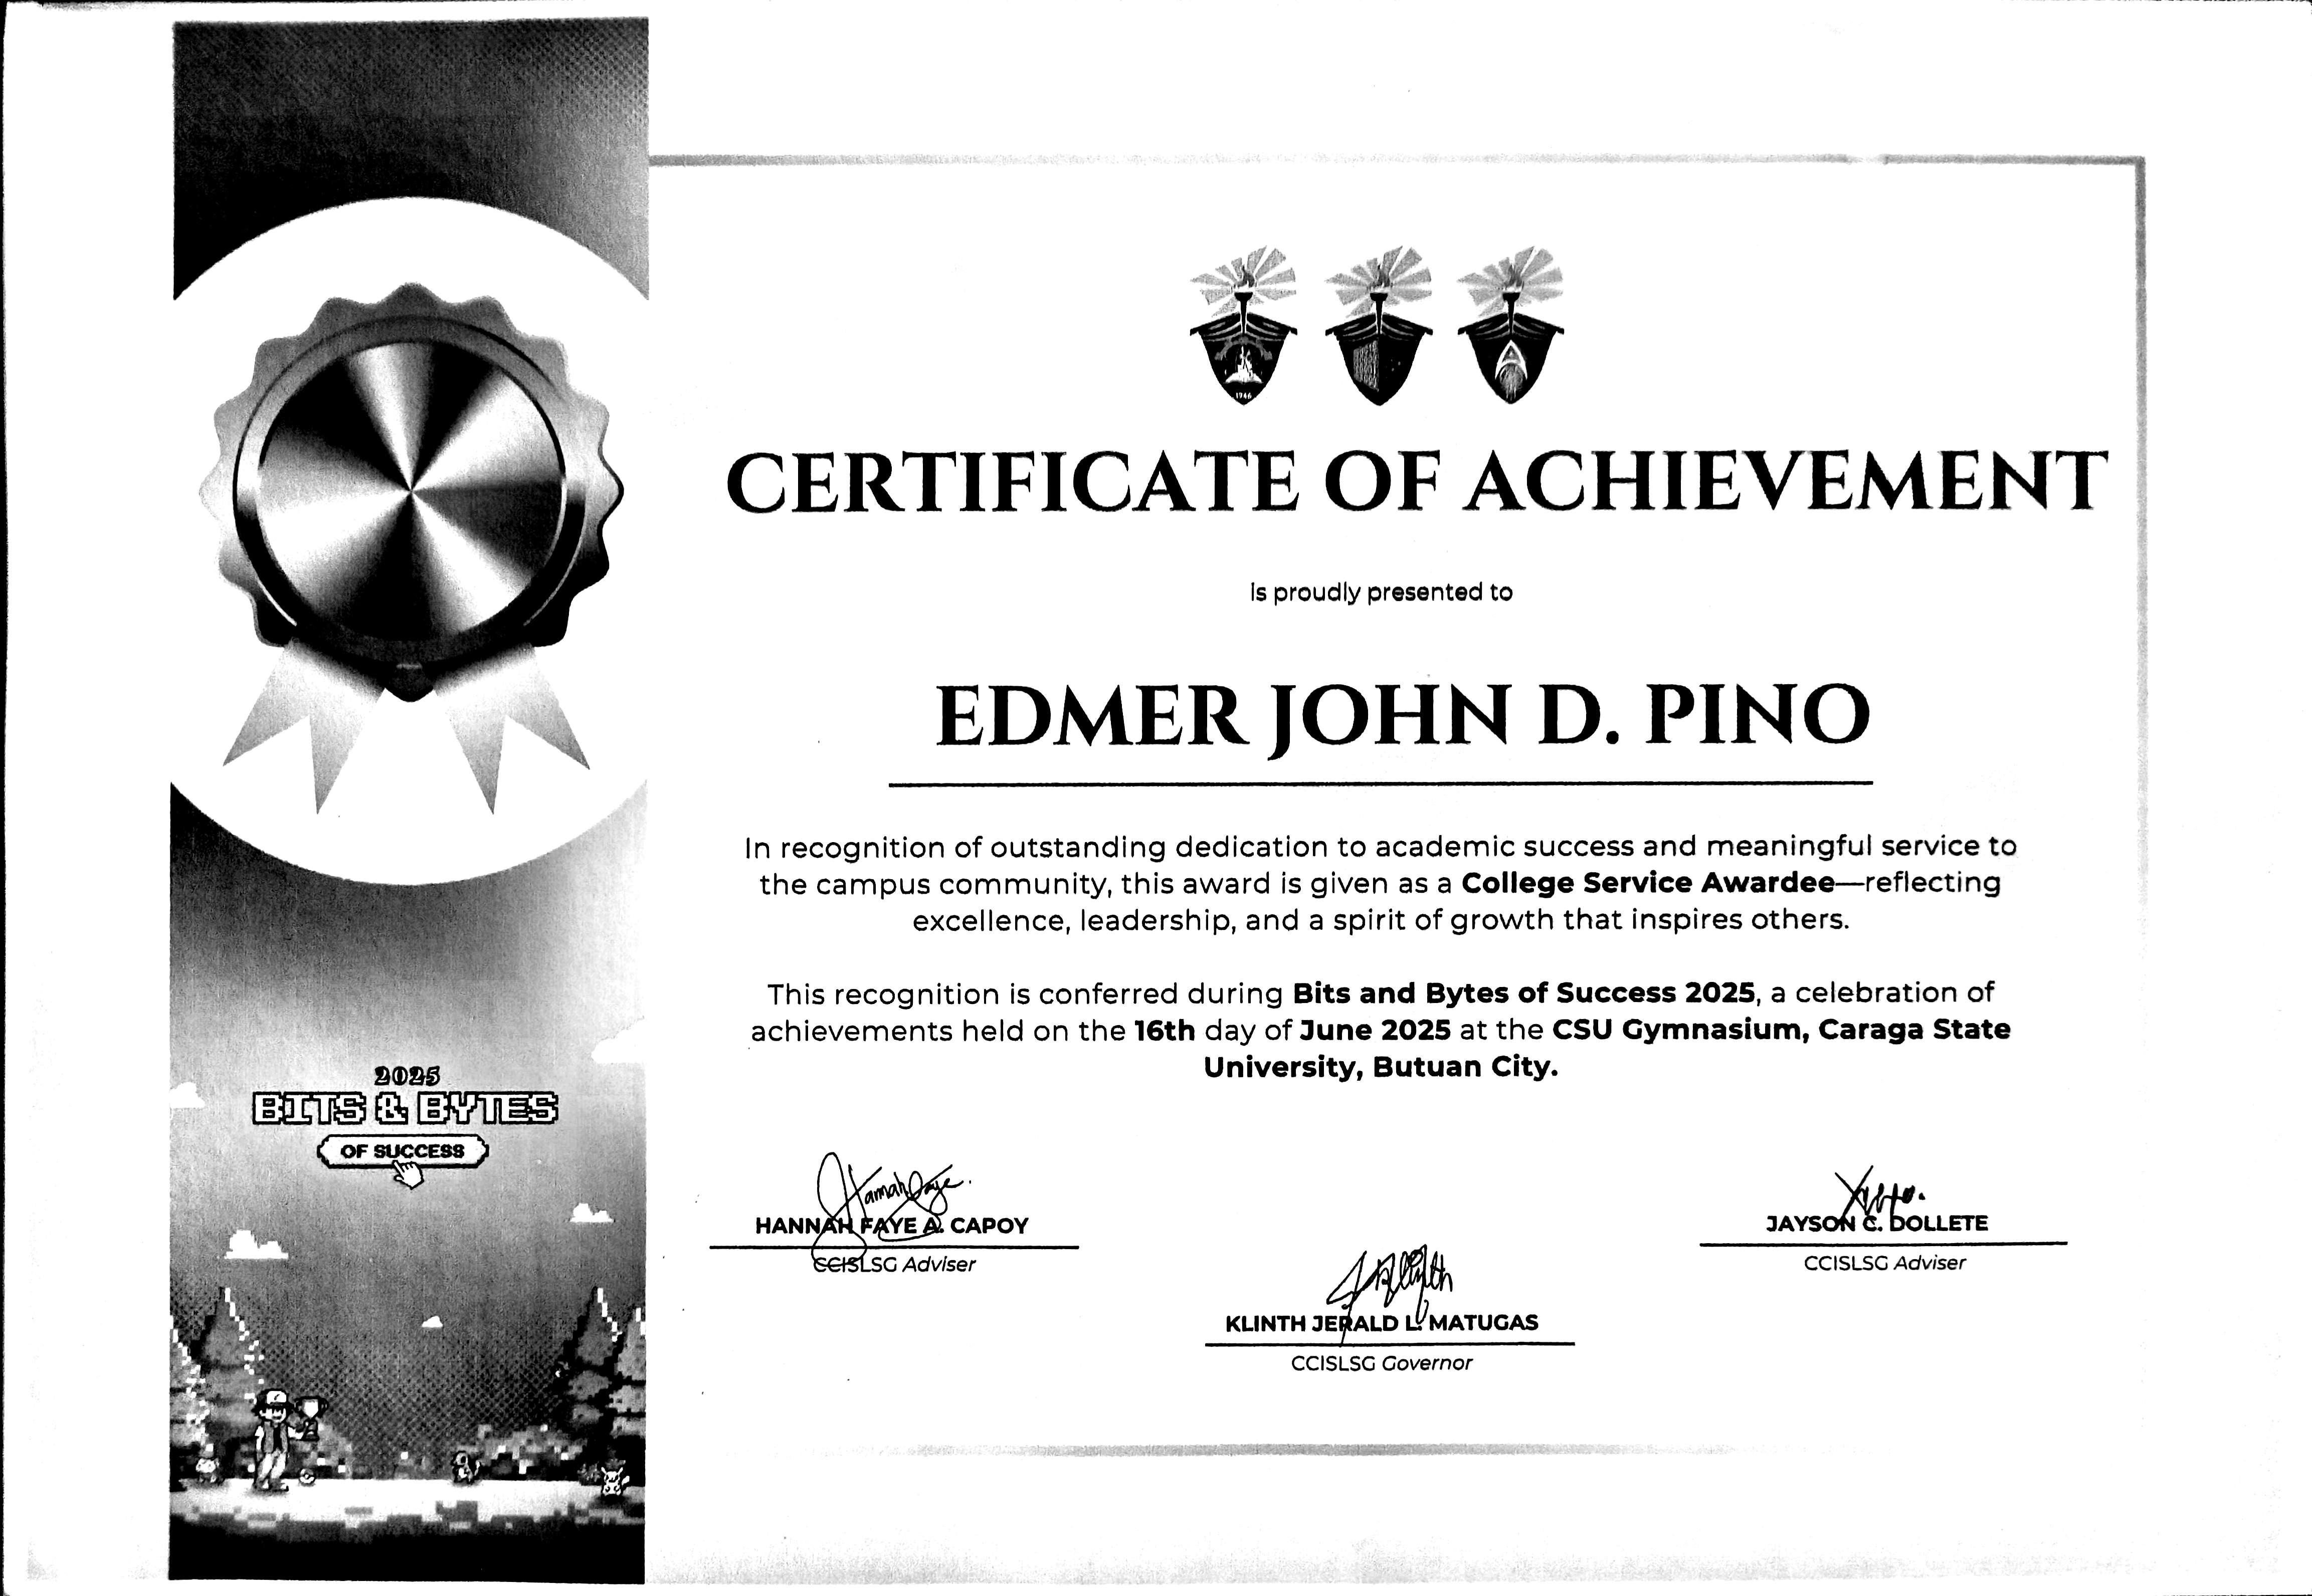 1946
CERTIFICATE OF ACHIEVEMENT
Is proudly presented to
EDMER JOHN D. PINO
In recognition of outstanding dedication to academic success and meaningful service to
the campus community, this award is given as a College Service Awardee—reflecting
excellence, leadership, and a spirit of growth that inspires others.
This recognition is conferred during Bits and Bytes of Success 2025, a celebration of
achievements held on the 16th day of June 2025 at the CSU Gymnasium, Caraga State
University, Butuan City.
2025
BITS & BYTES
OF SUCCESS
Hannah Faye
HANNAH FAYE A. CAPOY
CCISLSG Adviser
KLINTH JERALD L. MATUGAS
CCISLSG Governor
JAYSON C. DOLLETE
CCISLSG Adviser